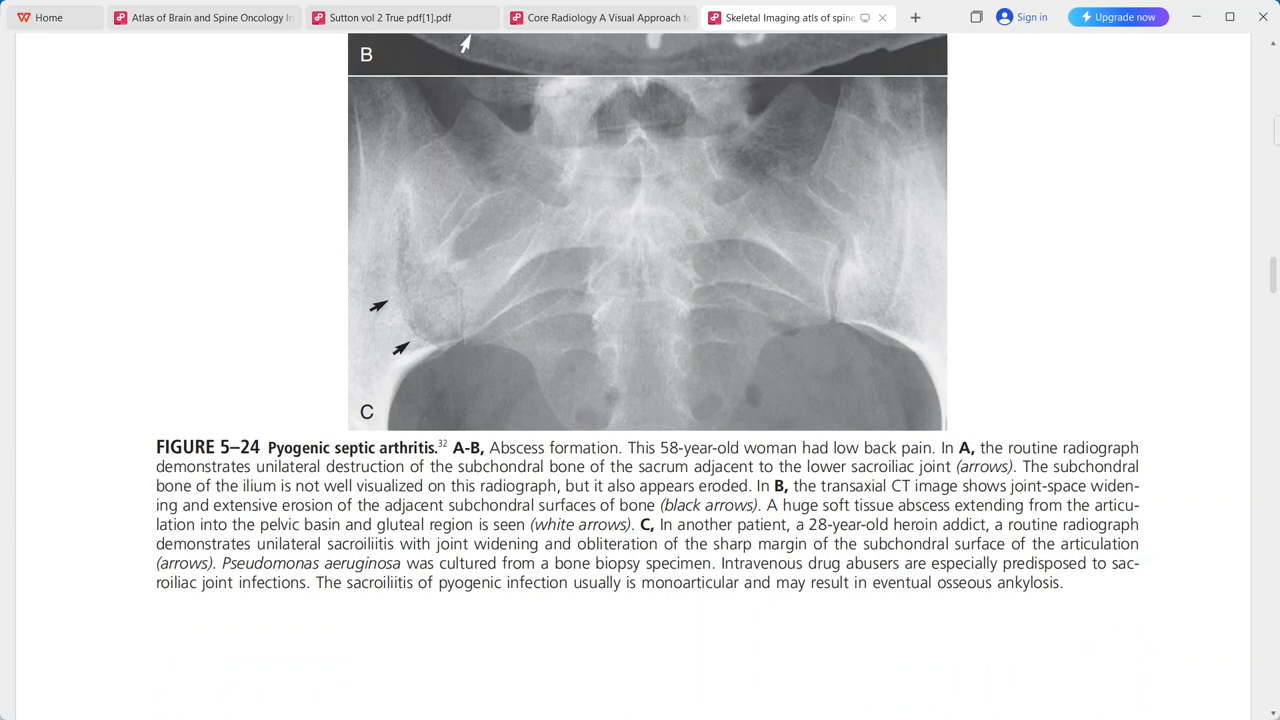 Home
Atlas of Brain and Spine Oncology I
Sutton vol 2 True pdf[1].pdf
Core Radiology A Visual Approach to
Skeletal Imaging atls of spine
Sign in
Upgrade now
B
C
FIGURE 5–24 Pyogenic septic arthritis.32 A-B, Abscess formation. This 58-year-old woman had low back pain. In A, the routine radiograph
demonstrates unilateral destruction of the subchondral bone of the sacrum adjacent to the lower sacroiliac joint (arrows). The subchondral
bone of the ilium is not well visualized on this radiograph, but it also appears eroded. In B, the transaxial CT image shows joint-space widen-
ing and extensive erosion of the adjacent subchondral surfaces of bone (black arrows). A huge soft tissue abscess extending from the articu-
lation into the pelvic basin and gluteal region is seen (white arrows). C, In another patient, a 28-year-old heroin addict, a routine radiograph
demonstrates unilateral sacroiliitis with joint widening and obliteration of the sharp margin of the subchondral surface of the articulation
(arrows). Pseudomonas aeruginosa was cultured from a bone biopsy specimen. Intravenous drug abusers are especially predisposed to sac-
roiliac joint infections. The sacroiliitis of pyogenic infection usually is monoarticular and may result in eventual osseous ankylosis.